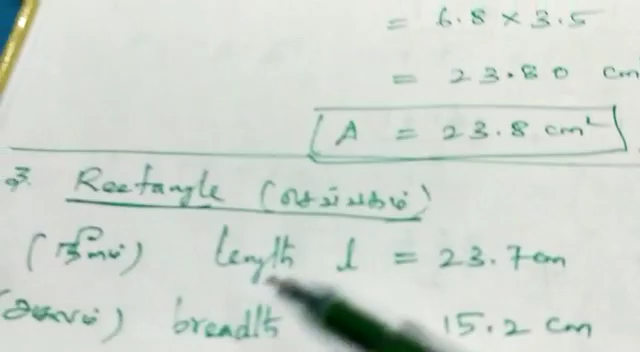 = 6.8 × 3.5
= 23.80 cm
A = 23.8 cm²
3. Rectangle (செவ்வகம்)
(நீளம்) length l = 23.7 cm
(அகலம்) breadth 15.2 cm